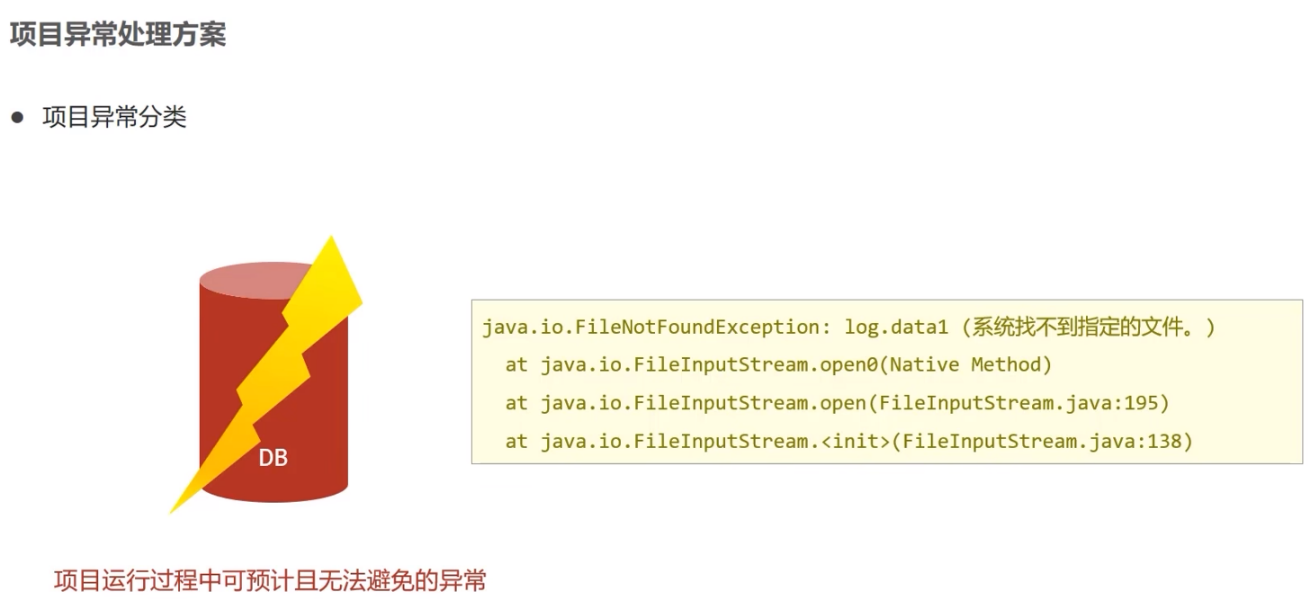 项目异常处理方案
● 项目异常分类
DB
java.io.FileNotFoundException: log.data1 (系统找不到指定的文件。)
at java.io.FileInputStream.open0(Native Method)
at java.io.FileInputStream.open(FileInputStream.java:195)
at java.io.FileInputStream.<init>(FileInputStream.java:138)
项目运行过程中可预计且无法避免的异常